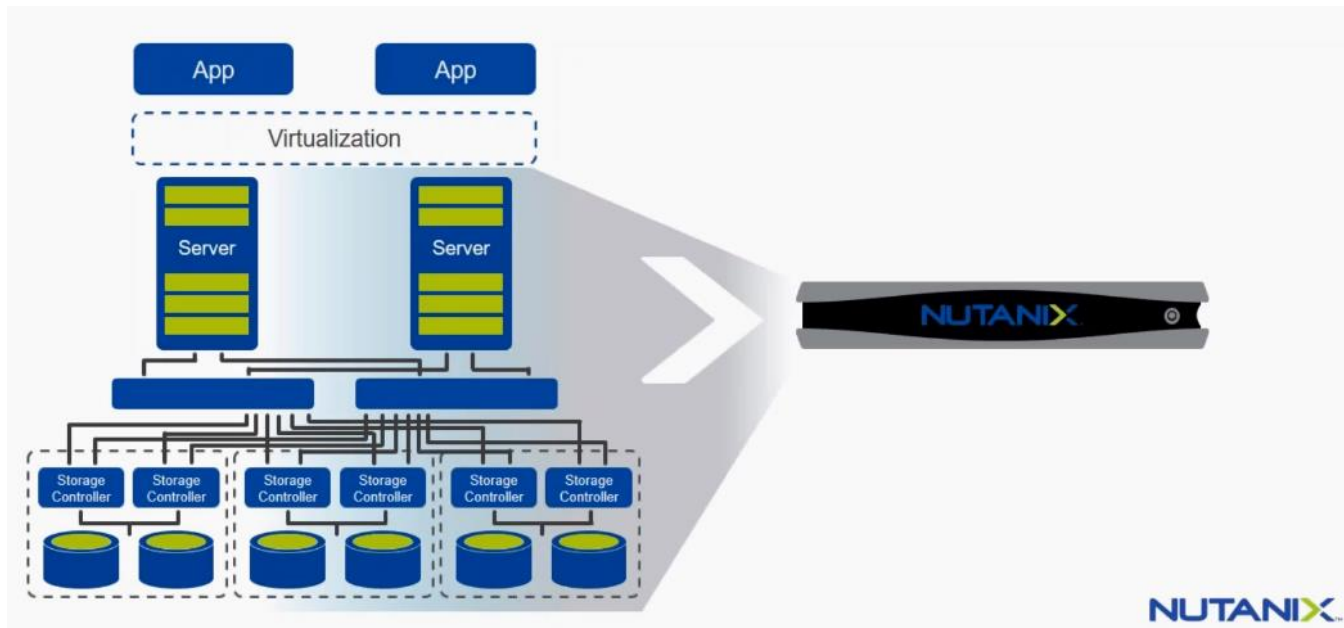 App
App
Virtualization
Server
Server
Storage
Controller
Storage
Controller
Storage
Controller
Storage
Controller
Storage
Controller
Storage
Controller
NUTANIX
NUTANIX